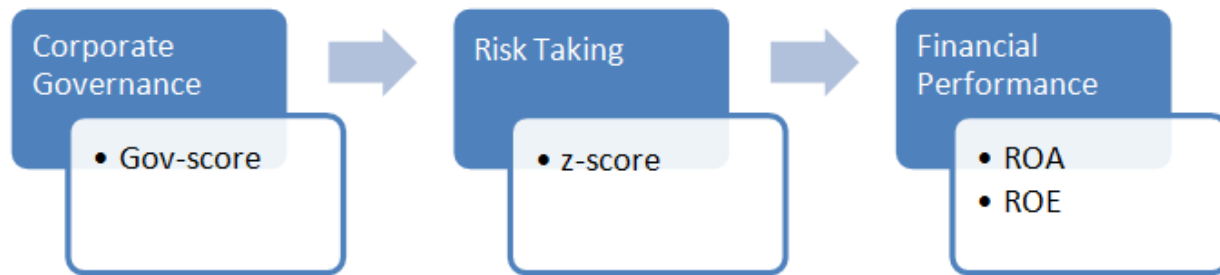 Corporate
Governance
• Gov-score
Risk Taking
• z-score
Financial
Performance
• ROA
• ROE